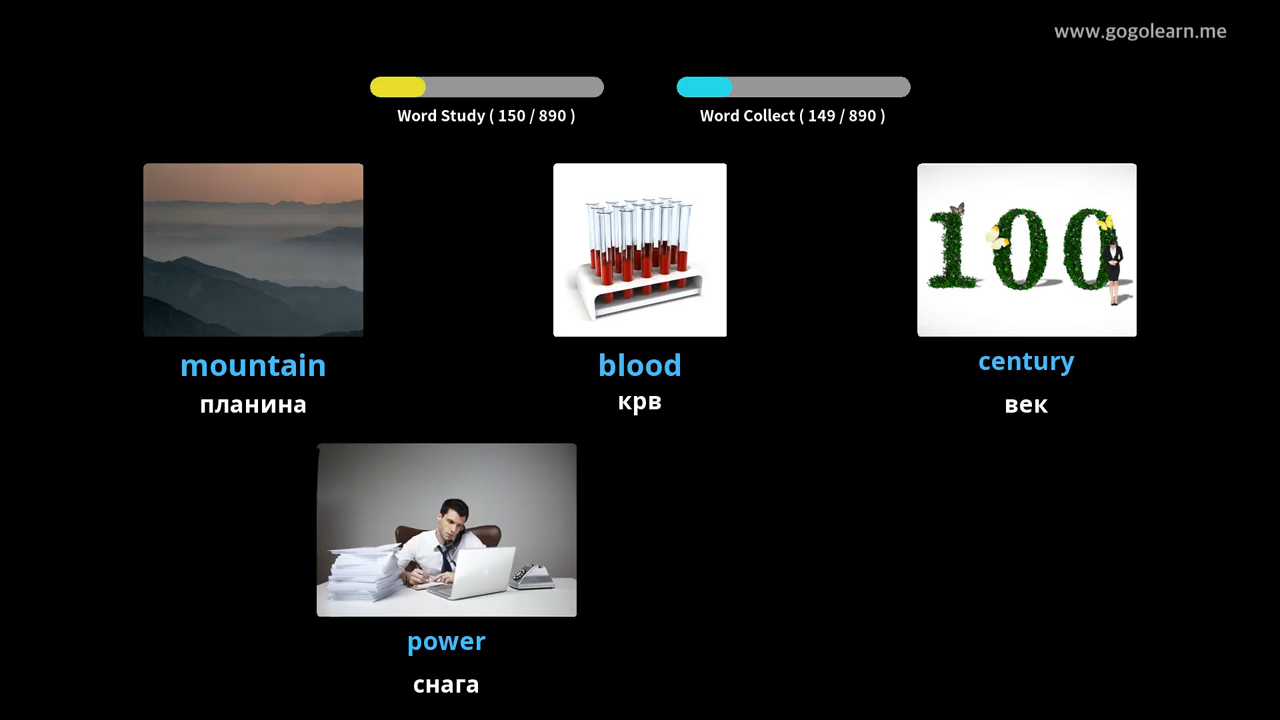 www.gogolearn.me
Word Study ( 150 / 890 )
Word Collect ( 149 / 890 )
mountain
планина
blood
крв
century
век
power
снага